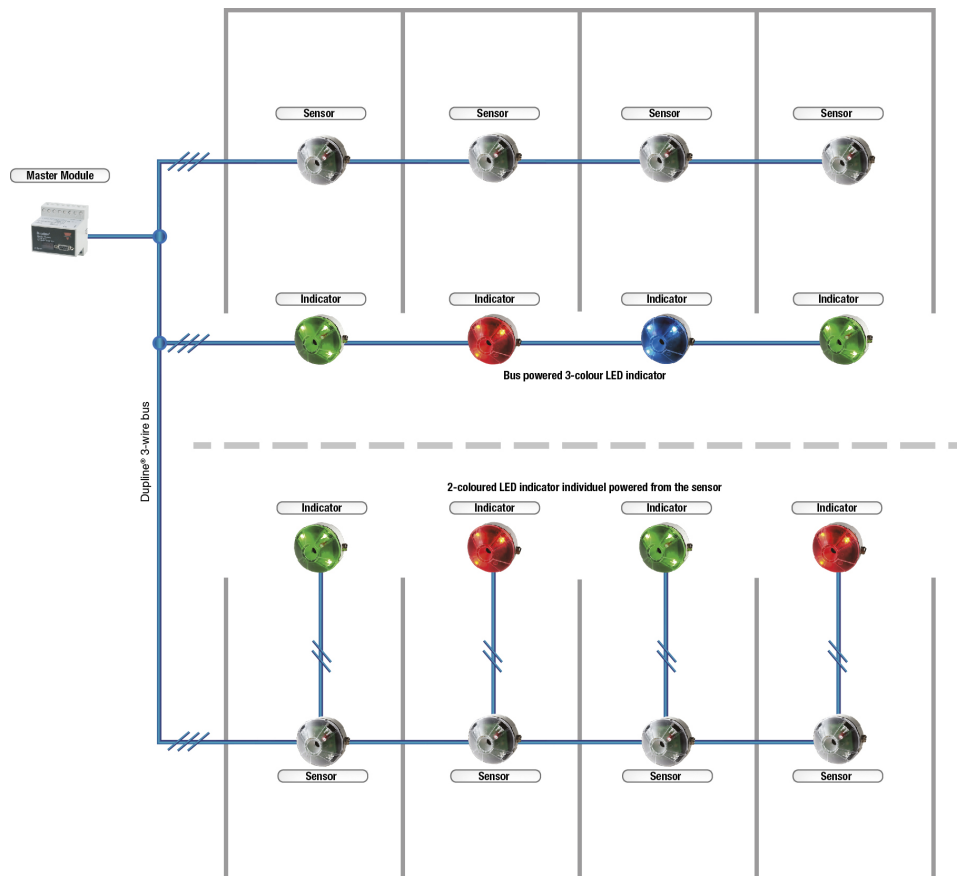 Sensor
Sensor
Sensor
Sensor
Master Module
Indicator
Indicator
Indicator
Indicator
Bus powered 3-colour LED indicator
Dupline® 3-wire bus
2-coloured LED indicator individuel powered from the sensor
Indicator
Indicator
Indicator
Indicator
Sensor
Sensor
Sensor
Sensor